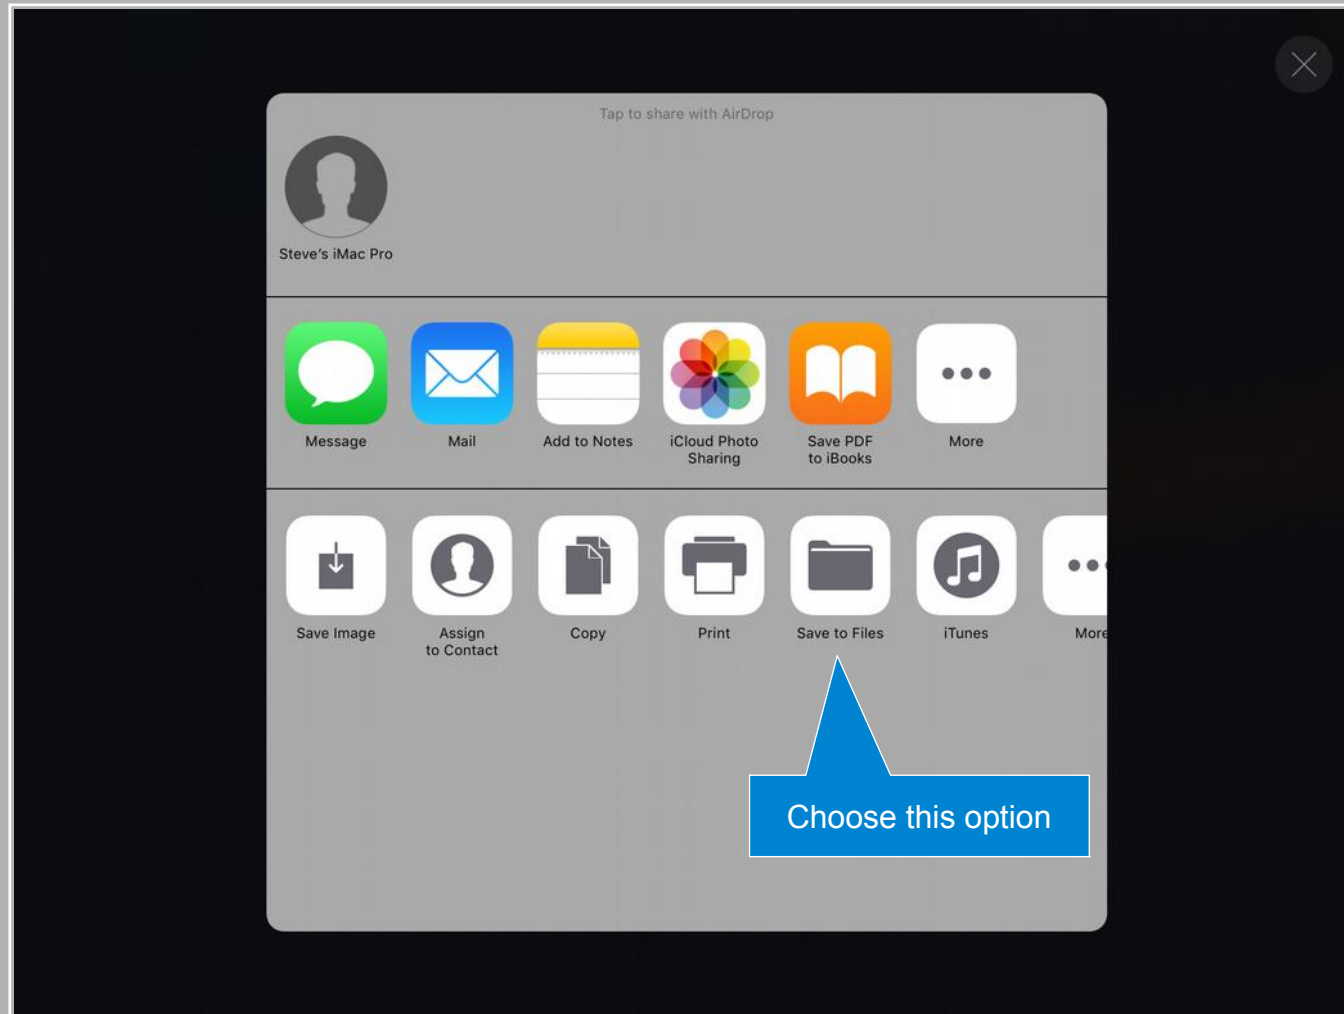 Tap to share with AirDrop
Steve's iMac Pro
Message
Mail
Add to Notes
iCloud Photo
Sharing
Save PDF
to iBooks
More
Save Image
Assign
to Contact
Copy
Print
Save to Files
iTunes
More
Choose this option